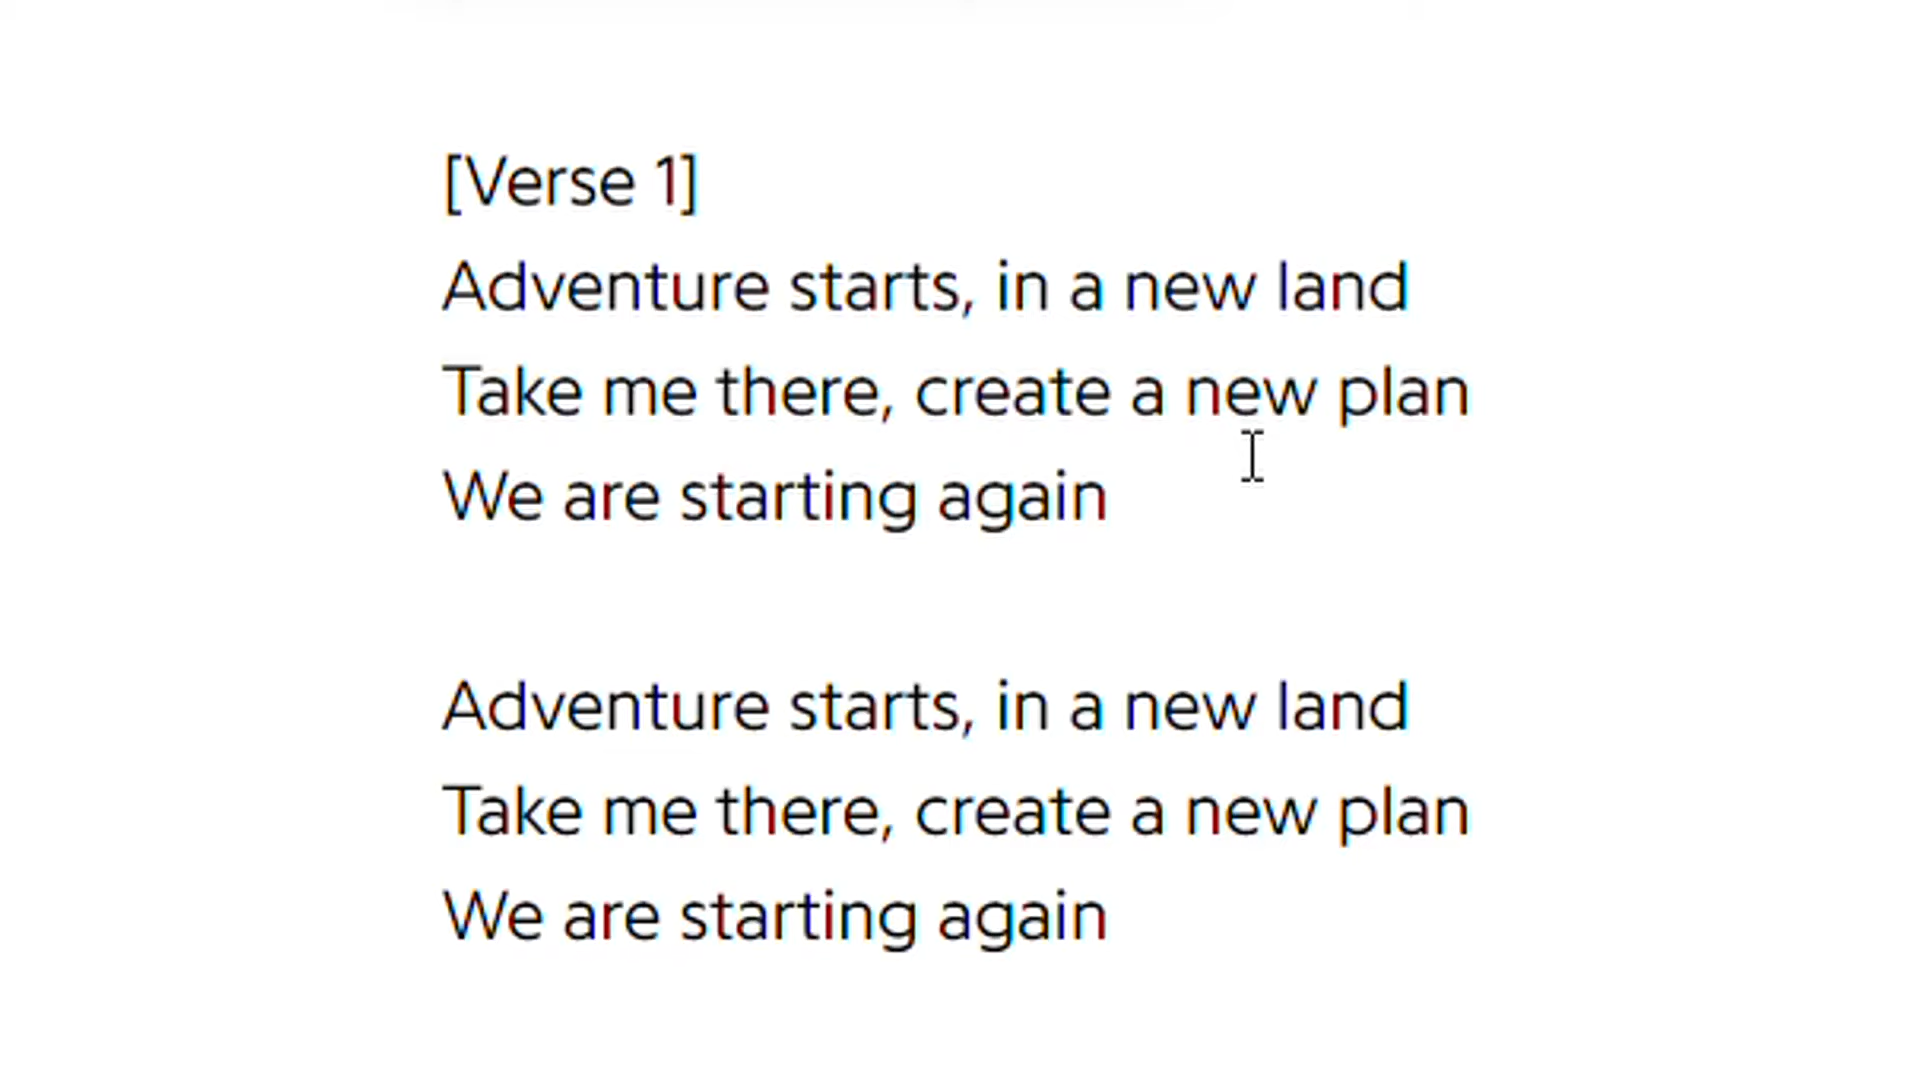 [Verse 1]
Adventure starts, in a new land
Take me there, create a new plan
We are starting again
Adventure starts, in a new land
Take me there, create a new plan
We are starting again